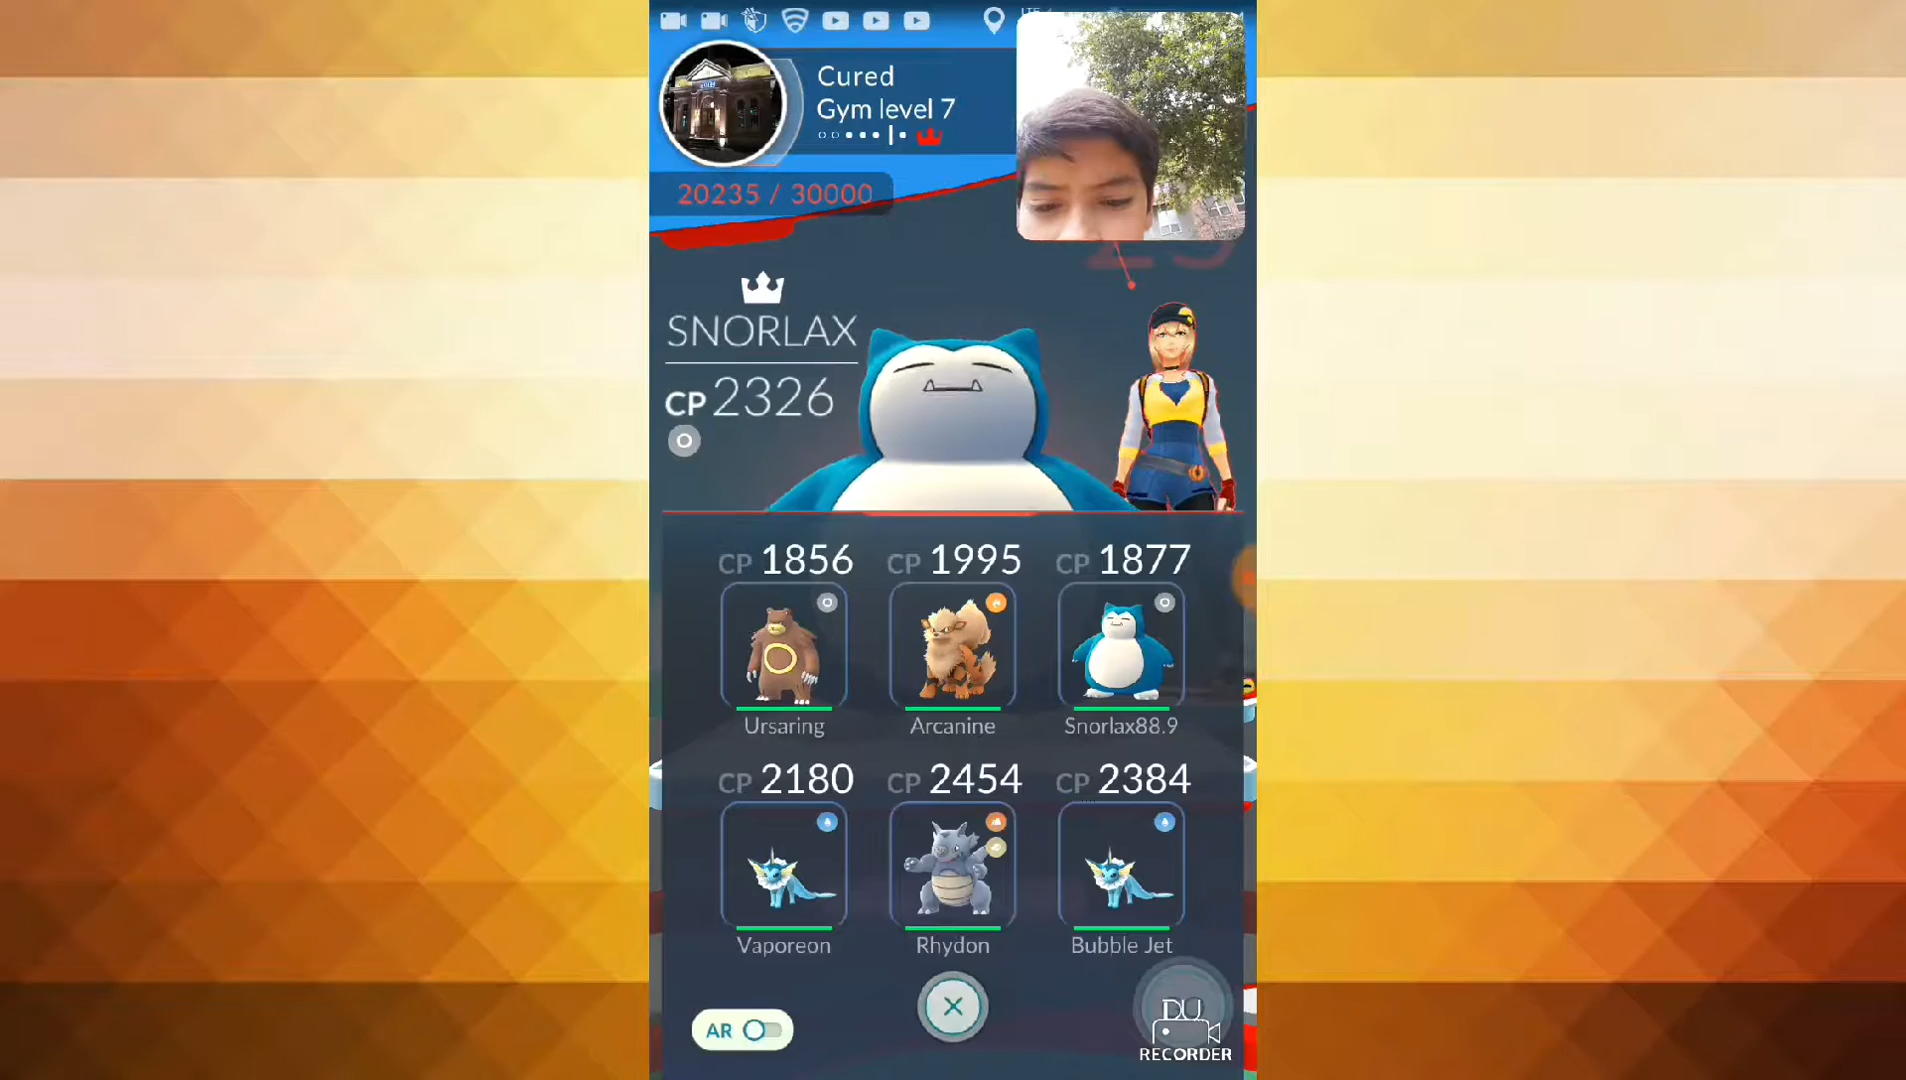 Cured
Gym level 7
20235 / 30000
SNORLAX
CP 2326
CP 1856
CP 1995
CP 1877
Ursaring
Arcanine
Snorlax88.9
CP 2180
CP 2454
CP 2384
Vaporeon
Rhydon
Bubble Jet
AR
DU
RECORDER